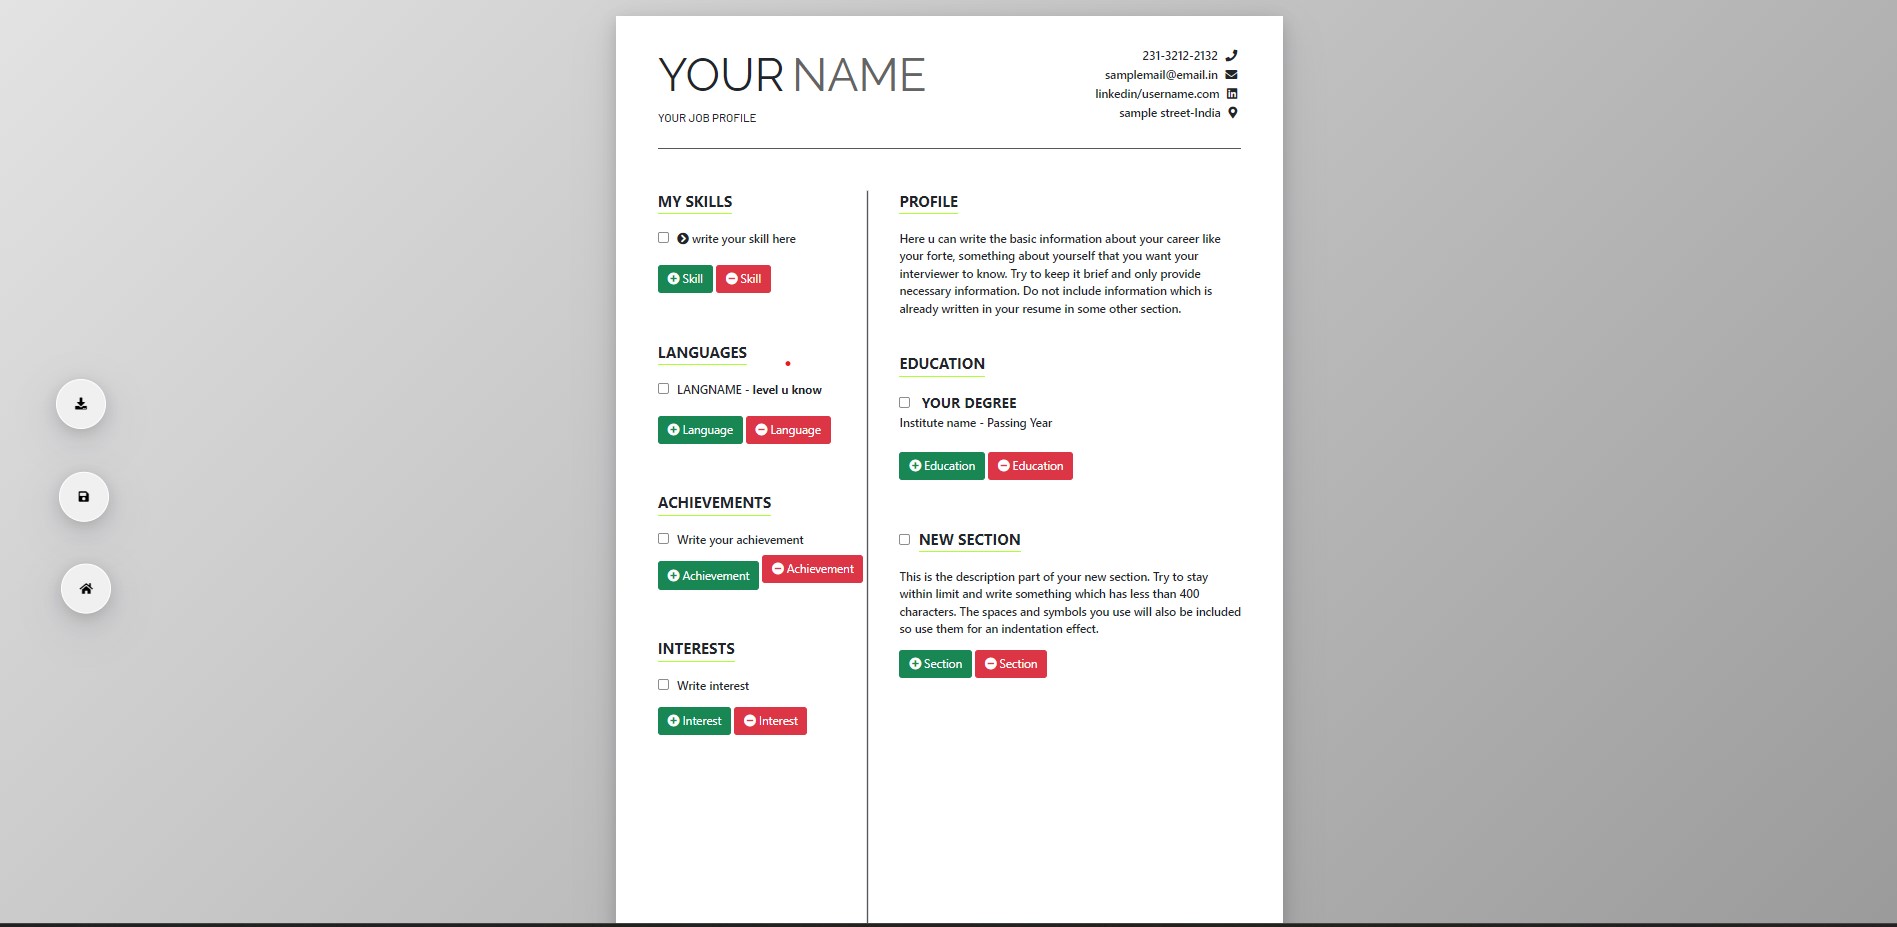 YOUR NAME
YOUR JOB PROFILE
231-3212-2132
samplemail@email.in
linkedin/username.com
sample street-India
MY SKILLS
write your skill here
Skill Skill
LANGUAGES
LANGNAME - level u know
Language Language
ACHIEVEMENTS
Write your achievement
Achievement Achievement
INTERESTS
Write interest
Interest Interest
PROFILE
Here u can write the basic information about your career like
your forte, something about yourself that you want your
interviewer to know. Try to keep it brief and only provide
necessary information. Do not include information which is
already written in your resume in some other section.
EDUCATION
YOUR DEGREE
Institute name - Passing Year
Education Education
NEW SECTION
This is the description part of your new section. Try to stay
within limit and write something which has less than 400
characters. The spaces and symbols you use will also be included
so use them for an indentation effect.
Section Section